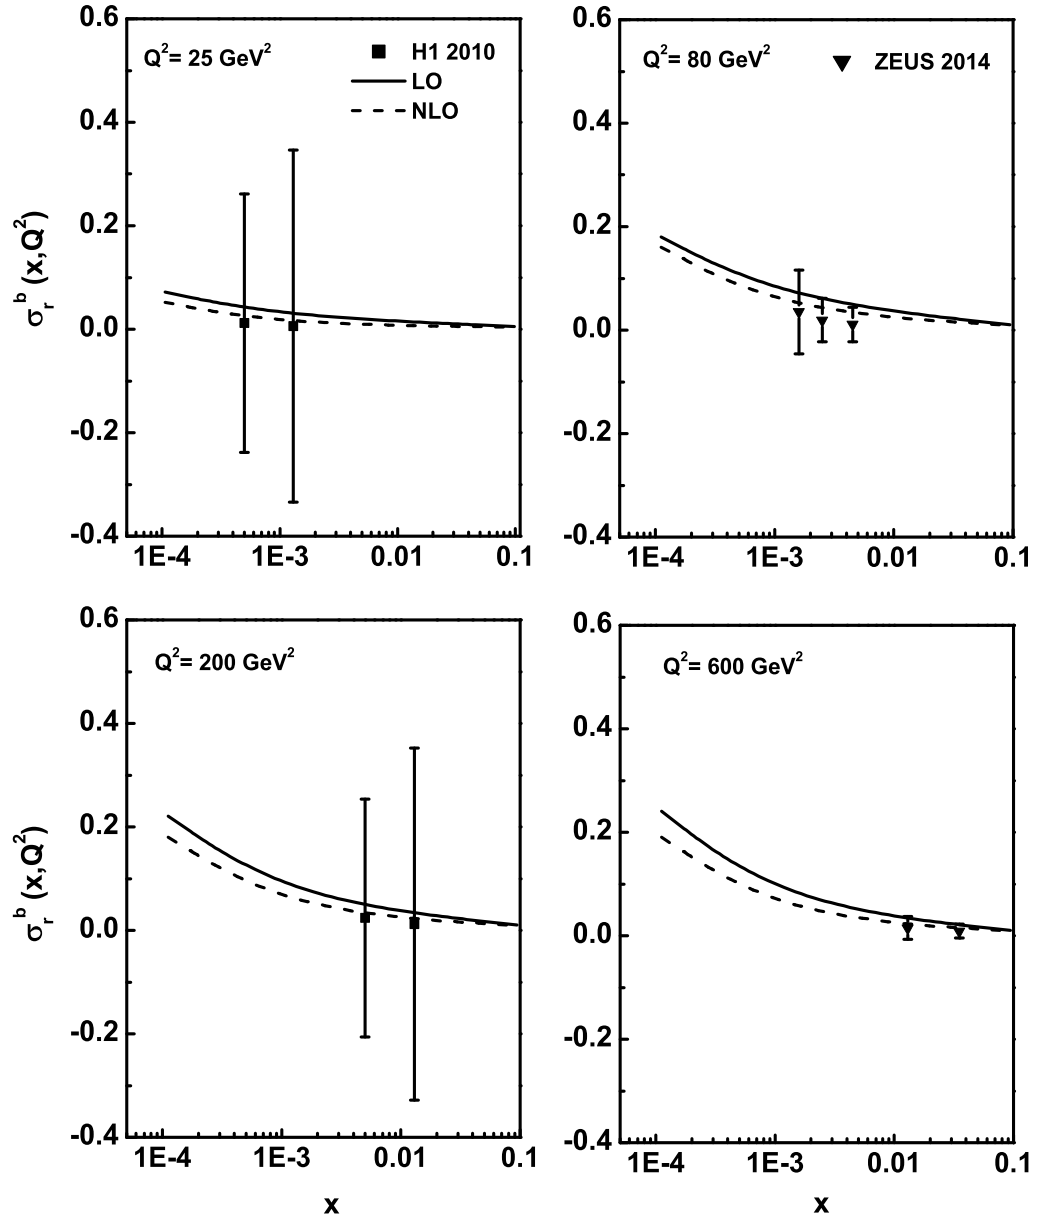 Q²= 25 GeV²
H1 2010
LO
NLO
0.6
0.4
0.2
0.0
-0.2
-0.4
1E-4 1E-3 0.01 0.1
σ_r^b (x,Q²)
Q²= 80 GeV²
ZEUS 2014
0.6
0.4
0.2
0.0
-0.2
-0.4
1E-4 1E-3 0.01 0.1
Q²= 200 GeV²
0.6
0.4
0.2
0.0
-0.2
-0.4
1E-4 1E-3 0.01 0.1
σ_r^b (x,Q²)
x
Q²= 600 GeV²
0.6
0.4
0.2
0.0
-0.2
-0.4
1E-4 1E-3 0.01 0.1
x